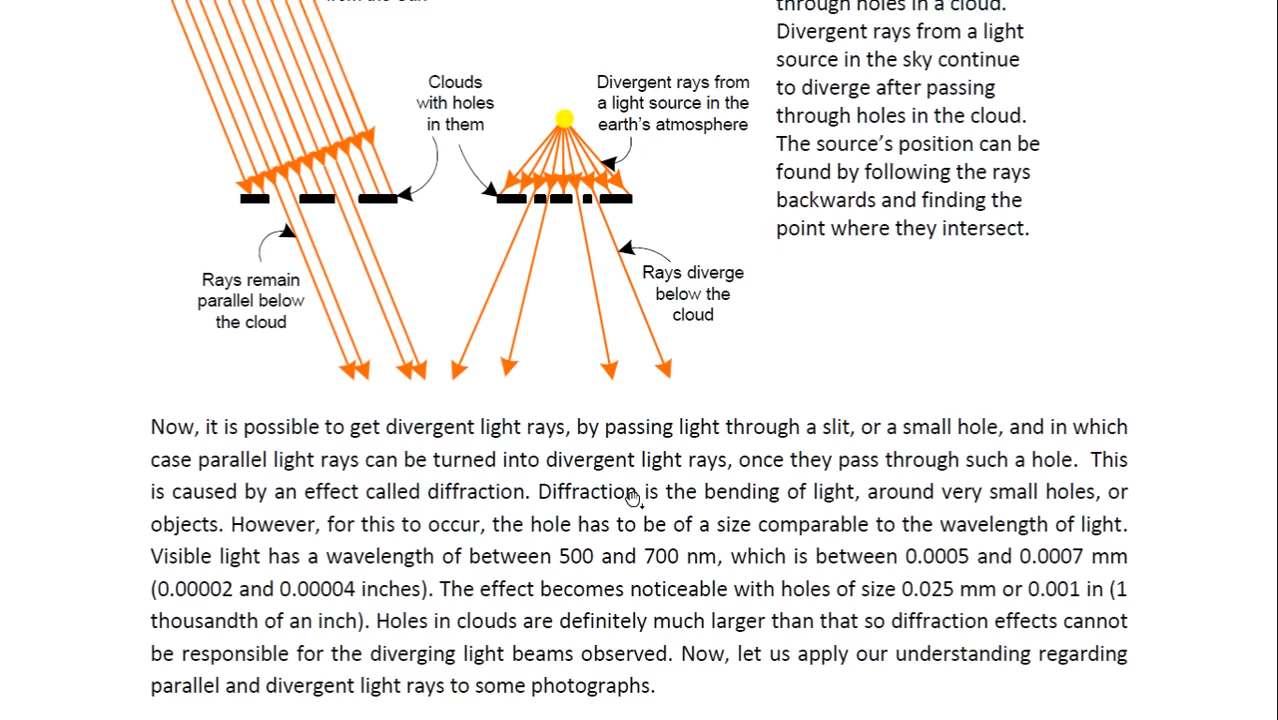 through holes in a cloud.
Divergent rays from a light
source in the sky continue
to diverge after passing
through holes in the cloud.
The source's position can be
found by following the rays
backwards and finding the
point where they intersect.
Clouds
with holes
in them
Divergent rays from
a light source in the
earth's atmosphere
Rays remain
parallel below
the cloud
Rays diverge
below the
cloud
Now, it is possible to get divergent light rays, by passing light through a slit, or a small hole, and in which
case parallel light rays can be turned into divergent light rays, once they pass through such a hole. This
is caused by an effect called diffraction. Diffraction is the bending of light, around very small holes, or
objects. However, for this to occur, the hole has to be of a size comparable to the wavelength of light.
Visible light has a wavelength of between 500 and 700 nm, which is between 0.0005 and 0.0007 mm
(0.00002 and 0.00004 inches). The effect becomes noticeable with holes of size 0.025 mm or 0.001 in (1
thousandth of an inch). Holes in clouds are definitely much larger than that so diffraction effects cannot
be responsible for the diverging light beams observed. Now, let us apply our understanding regarding
parallel and divergent light rays to some photographs.